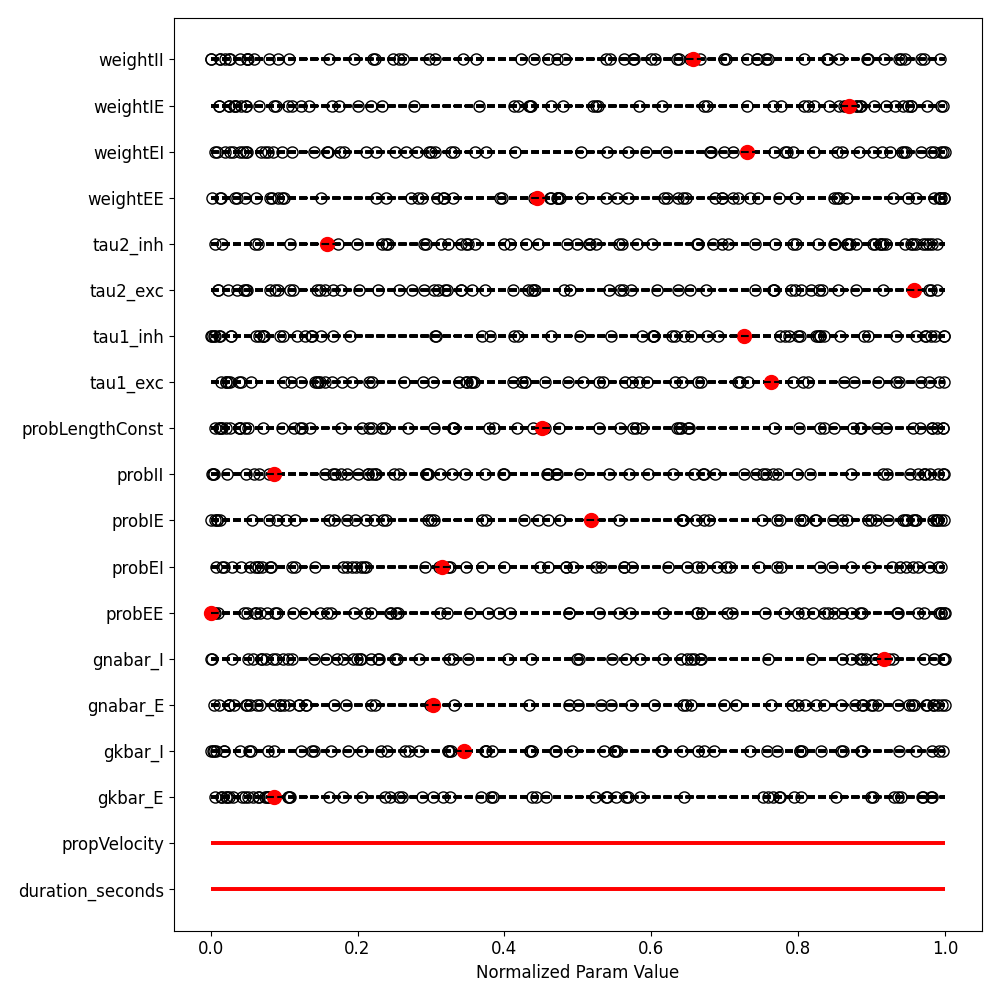 weightII
weightIE
weightEI
weightEE
tau2_inh
tau2_exc
tau1_inh
tau1_exc
probLengthConst
probII
probIE
probEI
probEE
gnabar_I
gnabar_E
gkbar_I
gkbar_E
propVelocity
duration_seconds
0.0 0.2 0.4 0.6 0.8 1.0
Normalized Param Value